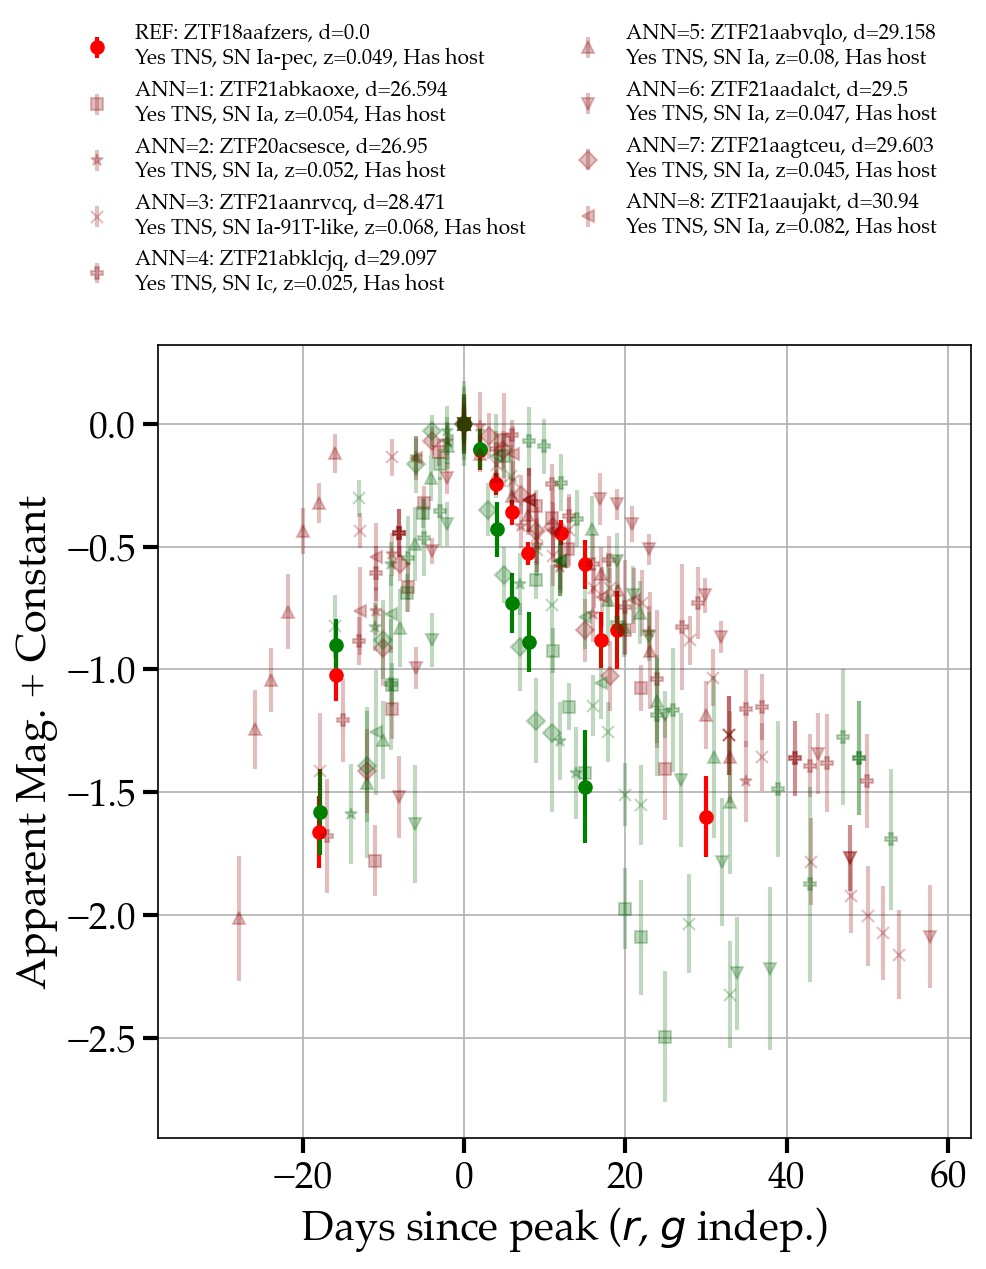 REF: ZTF18aafzers, d=0.0
Yes TNS, SN Ia-pec, z=0.049, Has host
ANN=1: ZTF21abkaoxe, d=26.594
Yes TNS, SN Ia, z=0.054, Has host
ANN=2: ZTF20acsesce, d=26.95
Yes TNS, SN Ia, z=0.052, Has host
ANN=3: ZTF21aanrvcq, d=28.471
Yes TNS, SN Ia-91T-like, z=0.068, Has host
ANN=4: ZTF21abklcjq, d=29.097
Yes TNS, SN Ic, z=0.025, Has host
ANN=5: ZTF21aabvqlo, d=29.158
Yes TNS, SN Ia, z=0.08, Has host
ANN=6: ZTF21aadalct, d=29.5
Yes TNS, SN Ia, z=0.047, Has host
ANN=7: ZTF21aagtceu, d=29.603
Yes TNS, SN Ia, z=0.045, Has host
ANN=8: ZTF21aaujakt, d=30.94
Yes TNS, SN Ia, z=0.082, Has host
Apparent Mag. + Constant
0.0
−0.5
−1.0
−1.5
−2.0
−2.5
−20
0
20
40
60
Days since peak (r, g indep.)